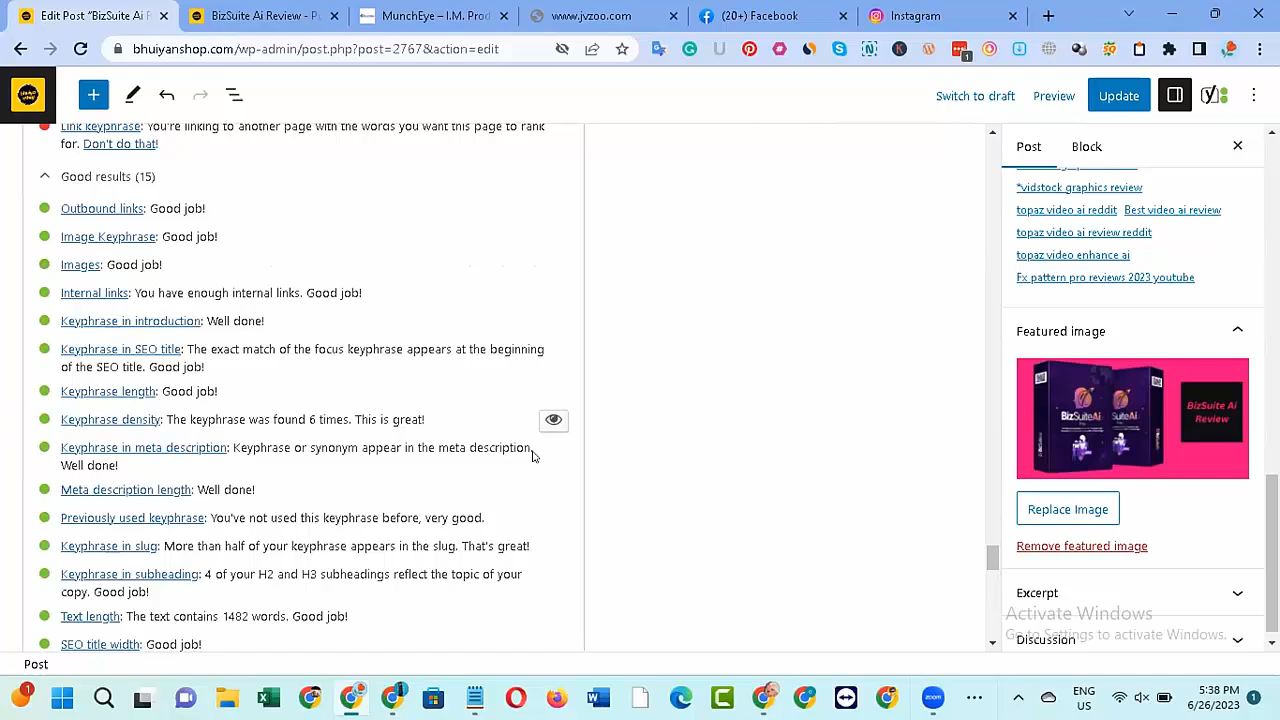 Edit Post "BizSuite Ai R
BizSuite Ai Review - P
MunchEye – I.M. Prod
www.jvzoo.com
(20+) Facebook
Instagram
bhuiyanshop.com/wp-admin/post.php?post=2767&action=edit
Switch to draft
Preview
Update
Link keyphrase: You're linking to another page with the words you want this page to rank
for. Don't do that!
Good results (15)
Outbound links: Good job!
Image Keyphrase: Good job!
Images: Good job!
Internal links: You have enough internal links. Good job!
Keyphrase in introduction: Well done!
Keyphrase in SEO title: The exact match of the focus keyphrase appears at the beginning
of the SEO title. Good job!
Keyphrase length: Good job!
Keyphrase density: The keyphrase was found 6 times. This is great!
Keyphrase in meta description: Keyphrase or synonym appear in the meta description.
Well done!
Meta description length: Well done!
Previously used keyphrase: You've not used this keyphrase before, very good.
Keyphrase in slug: More than half of your keyphrase appears in the slug. That's great!
Keyphrase in subheading: 4 of your H2 and H3 subheadings reflect the topic of your
copy. Good job!
Text length: The text contains 1482 words. Good job!
SEO title width: Good job!
Post
Block
*vidstock graphics review
topaz video ai reddit Best video ai review
topaz video ai review reddit
topaz video enhance ai
Fx pattern pro reviews 2023 youtube
Featured image
BizSuiteAi
SuiteAi
BizSuite Ai
Review
Replace Image
Remove featured image
Excerpt
Activate Windows
Go to Settings to activate Windows.
Discussion
Post
ENG
US
5:38 PM
6/26/2023